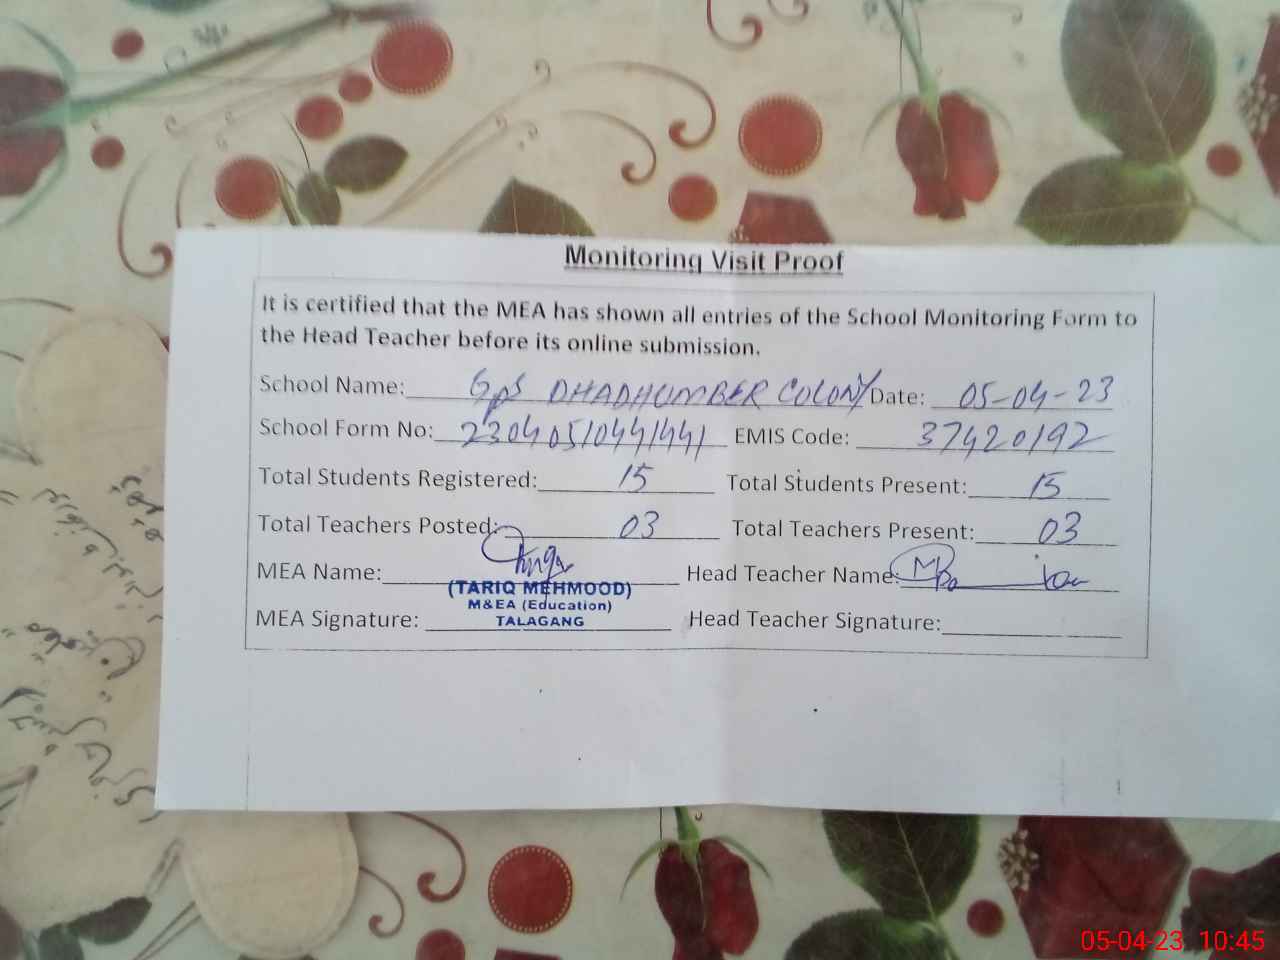 Monitoring Visit Proof
It is certified that the MEA has shown all entries of the School Monitoring Form to
the Head Teacher before its online submission.
School Name: GPS DHADHUMBER COLONY Date: 05-04-23
School Form No: 23040510441441 EMIS Code: 37420192
Total Students Registered: 15 Total Students Present: 15
Total Teachers Posted: 03 Total Teachers Present: 03
MEA Name: Head Teacher Name:
(TARIQ MEHMOOD)
M&EA (Education)
MEA Signature: TALAGANG Head Teacher Signature:
05-04-23 10:45